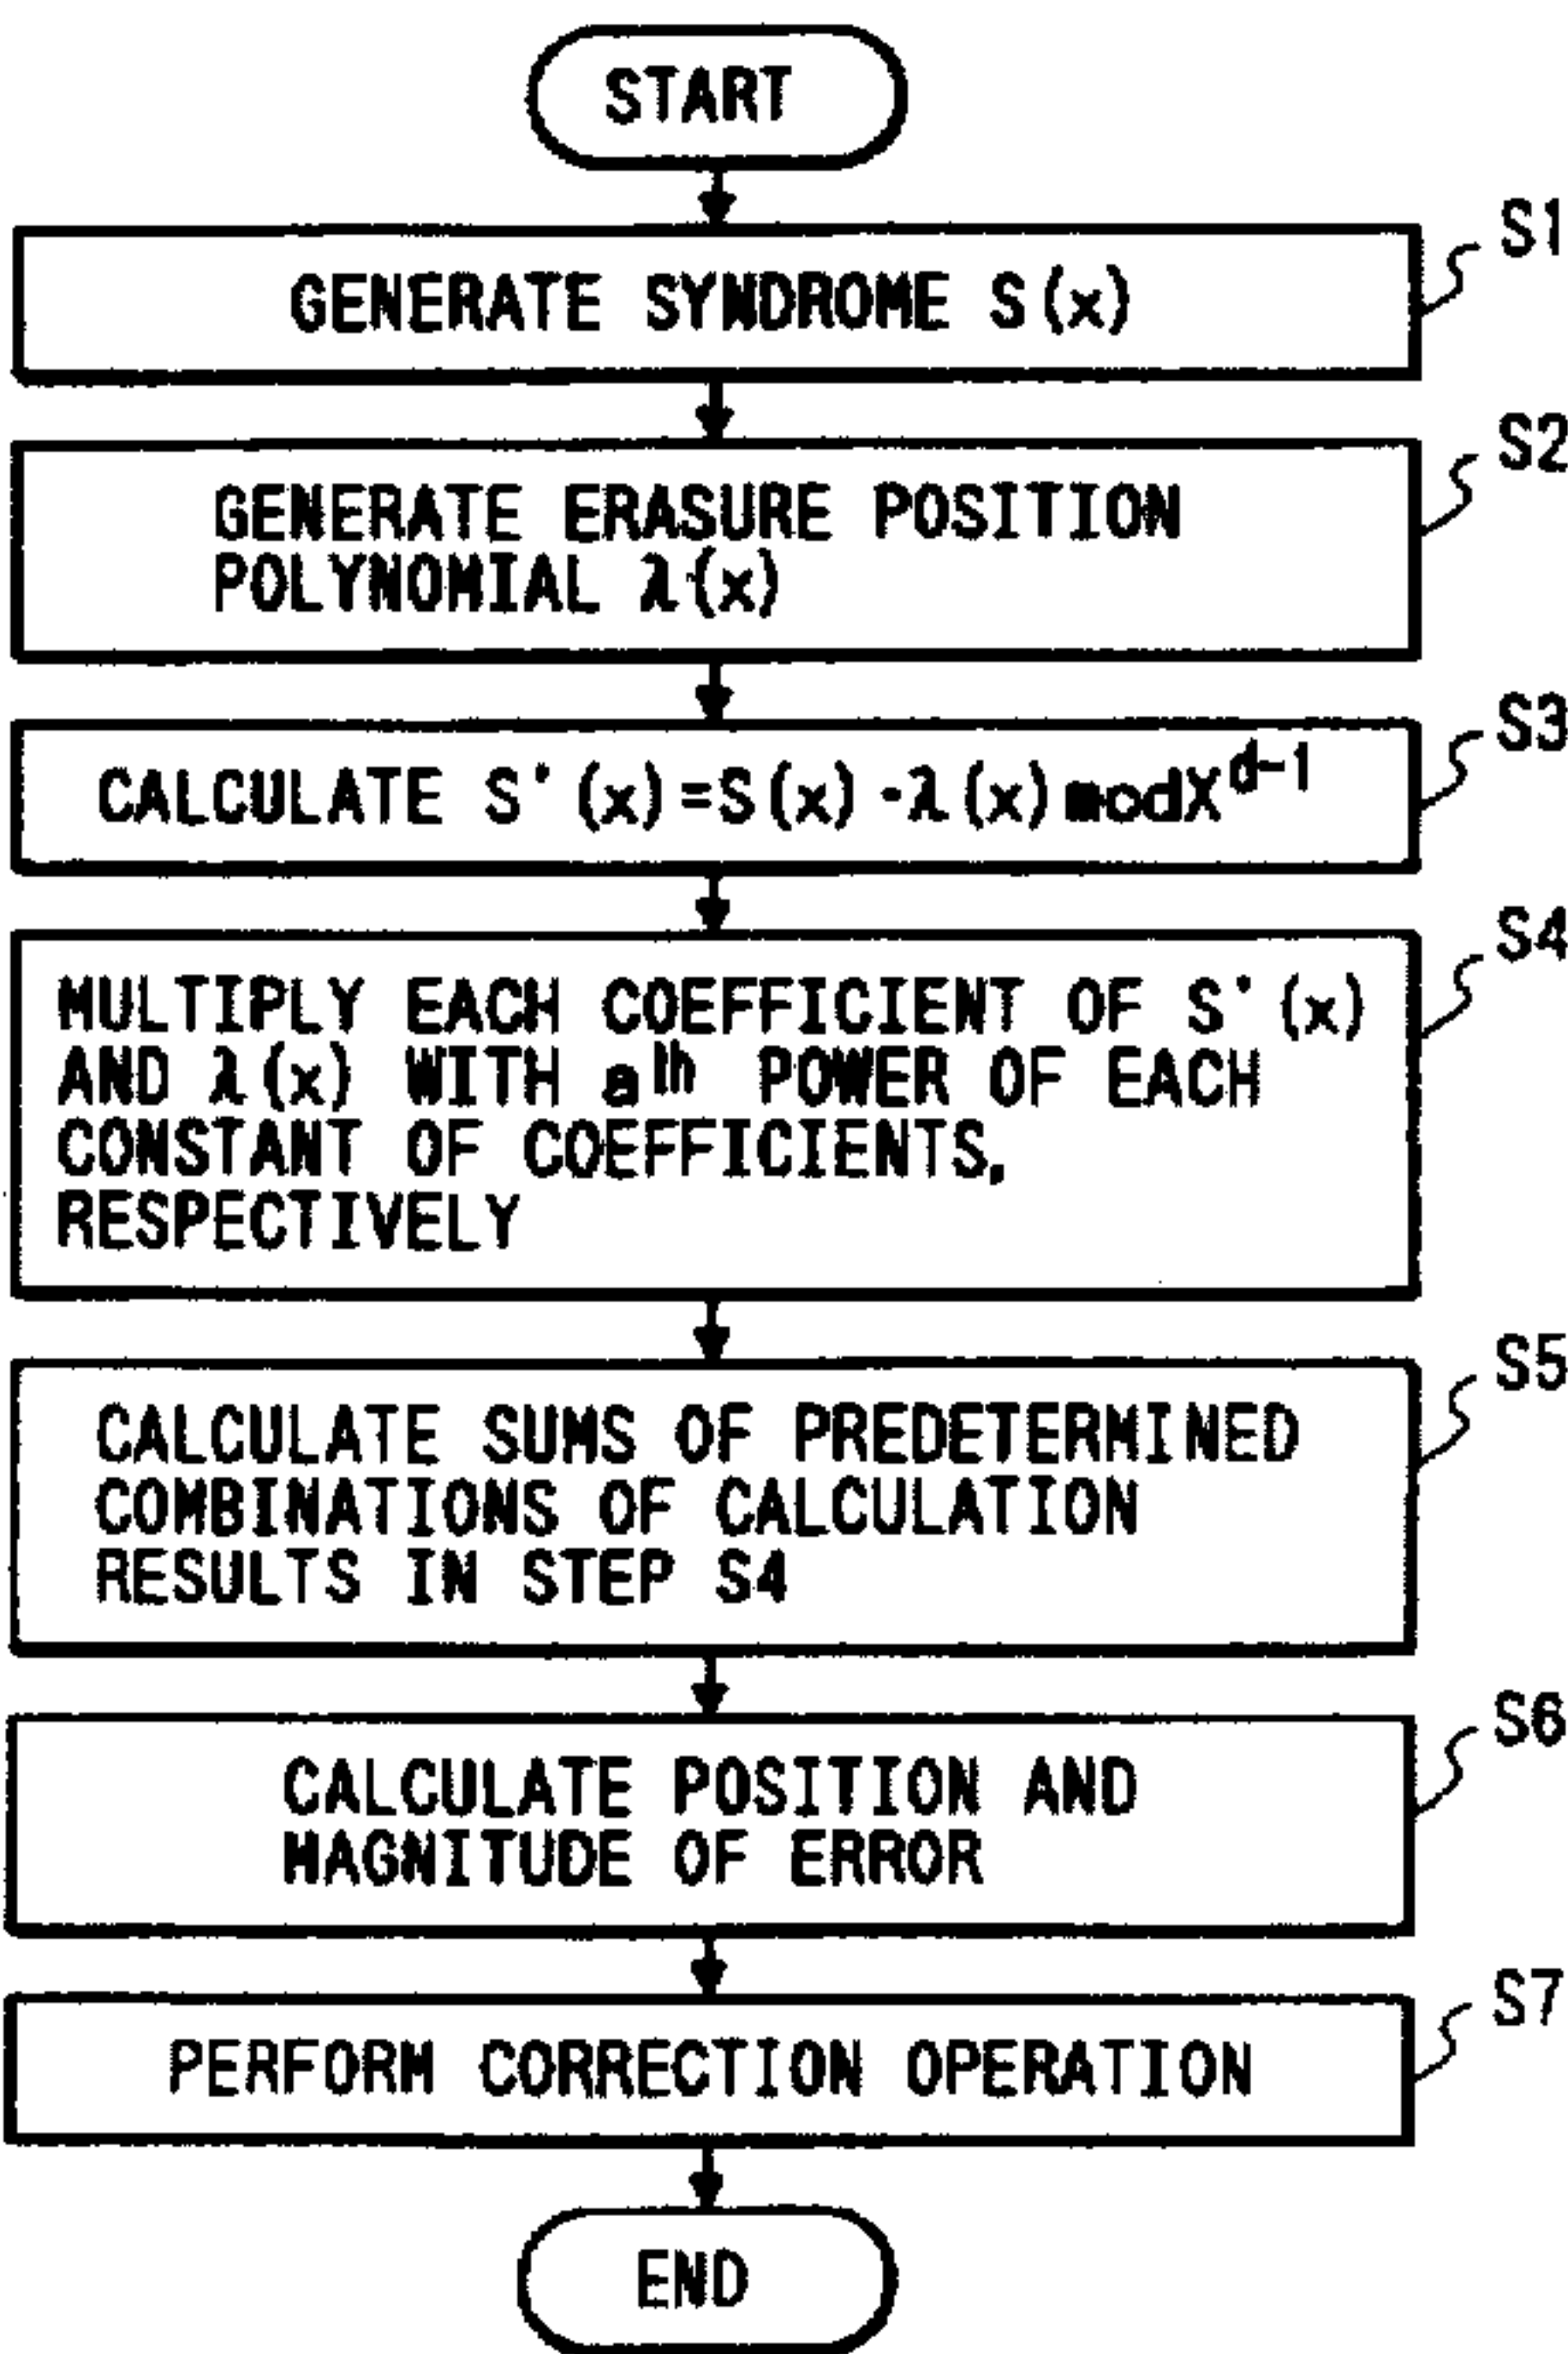 START
S1
GENERATE SYNDROME S(x)
S2
GENERATE ERASURE POSITION
POLYNOMIAL λ(x)
S3
CALCULATE S'(x)=S(x)·λ(x)modX^d-1
S4
MULTIPLY EACH COEFFICIENT OF S'(x)
AND λ(x) WITH a^th POWER OF EACH
CONSTANT OF COEFFICIENTS,
RESPECTIVELY
S5
CALCULATE SUMS OF PREDETERMINED
COMBINATIONS OF CALCULATION
RESULTS IN STEP S4
S6
CALCULATE POSITION AND
MAGNITUDE OF ERROR
S7
PERFORM CORRECTION OPERATION
END